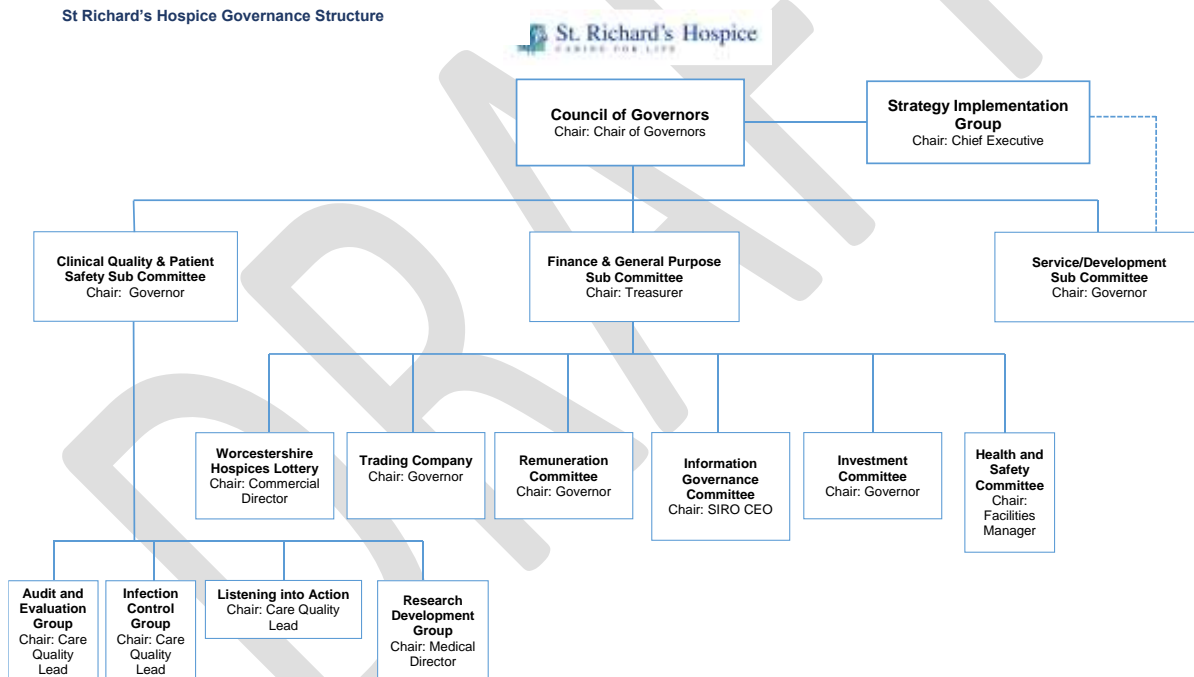 St Richard's Hospice Governance Structure
St. Richard's Hospice
CARING FOR LIFE
Council of Governors
Chair: Chair of Governors
Strategy Implementation
Group
Chair: Chief Executive
Clinical Quality & Patient
Safety Sub Committee
Chair: Governor
Finance & General Purpose
Sub Committee
Chair: Treasurer
Service/Development
Sub Committee
Chair: Governor
Worcestershire
Hospices Lottery
Chair: Commercial
Director
Trading Company
Chair: Governor
Remuneration
Committee
Chair: Governor
Information
Governance
Committee
Chair: SIRO CEO
Investment
Committee
Chair: Governor
Health and
Safety
Committee
Chair:
Facilities
Manager
Audit and
Evaluation
Group
Chair: Care
Quality
Lead
Infection
Control
Group
Chair: Care
Quality
Lead
Listening into Action
Chair: Care Quality
Lead
Research
Development
Group
Chair: Medical
Director
DRAFT